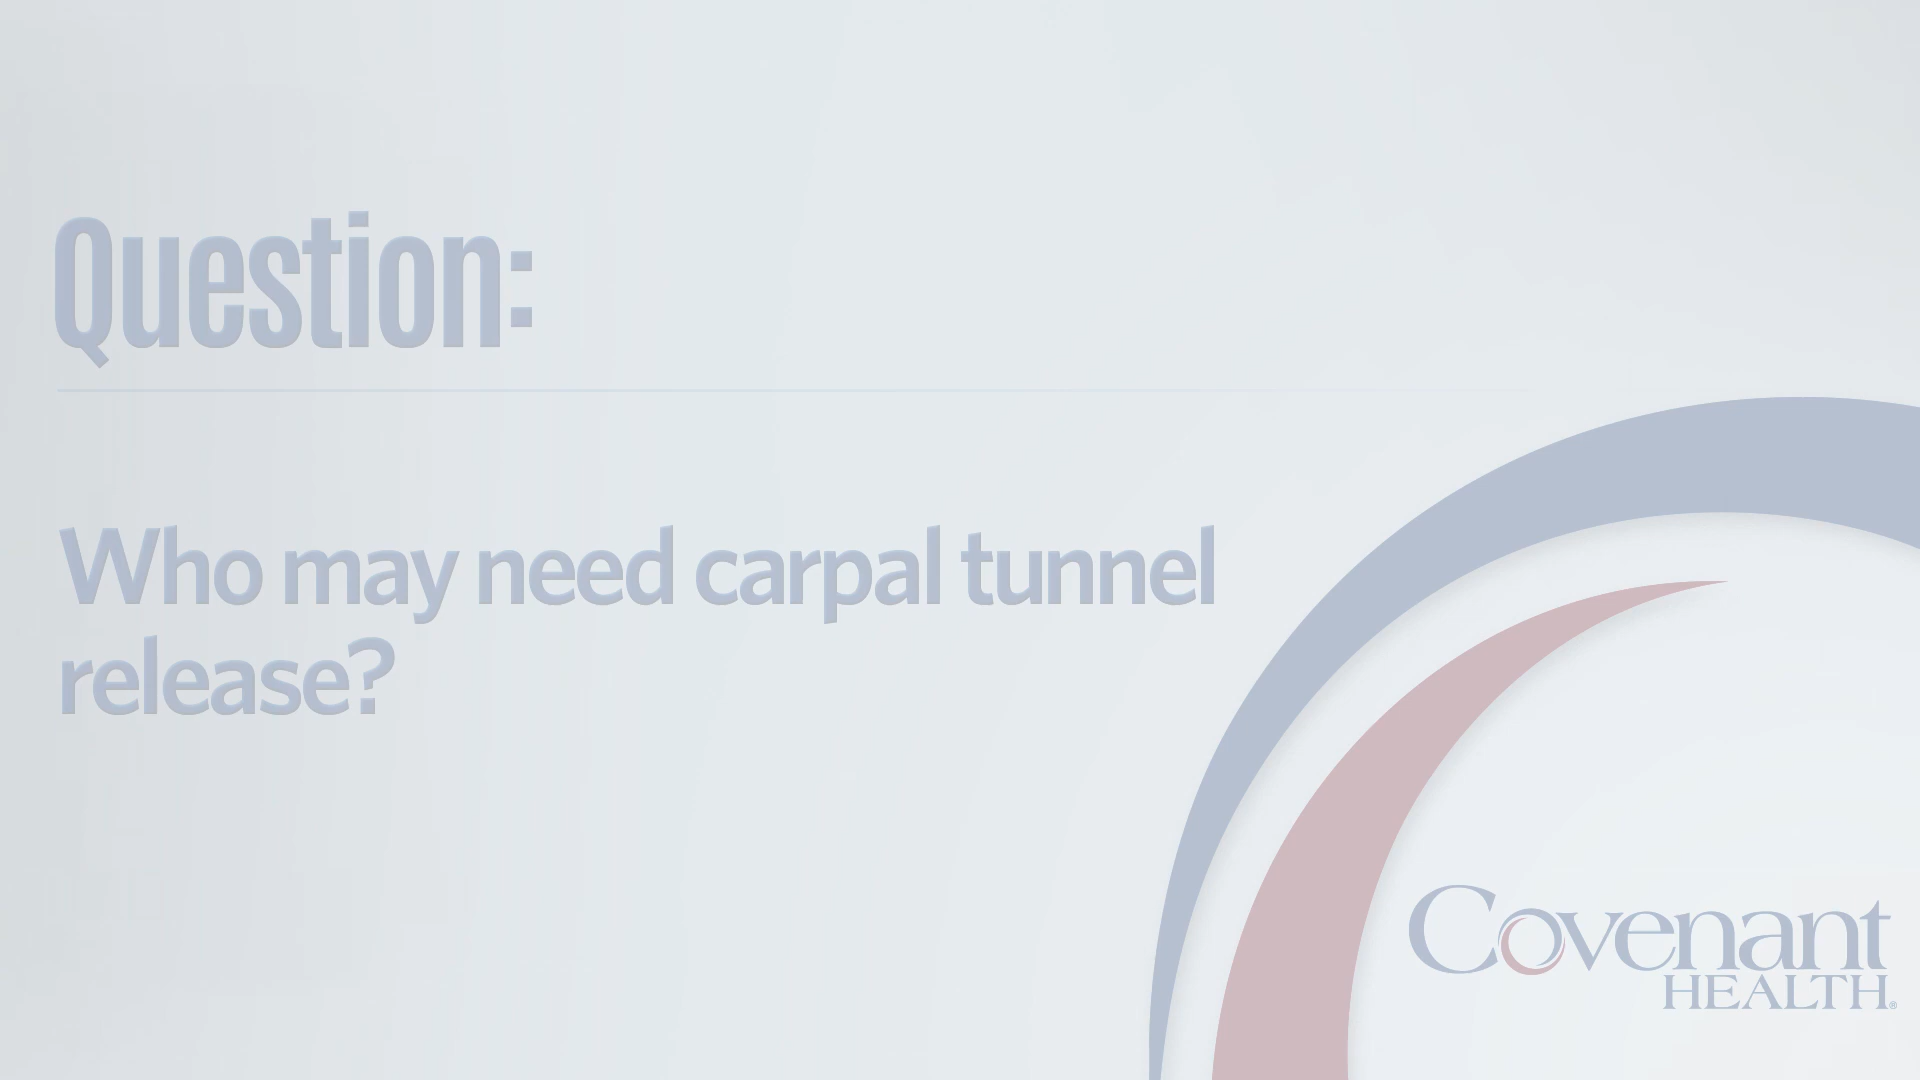 Question:
Who may need carpal tunnel
release?
Covenant
HEALTH®